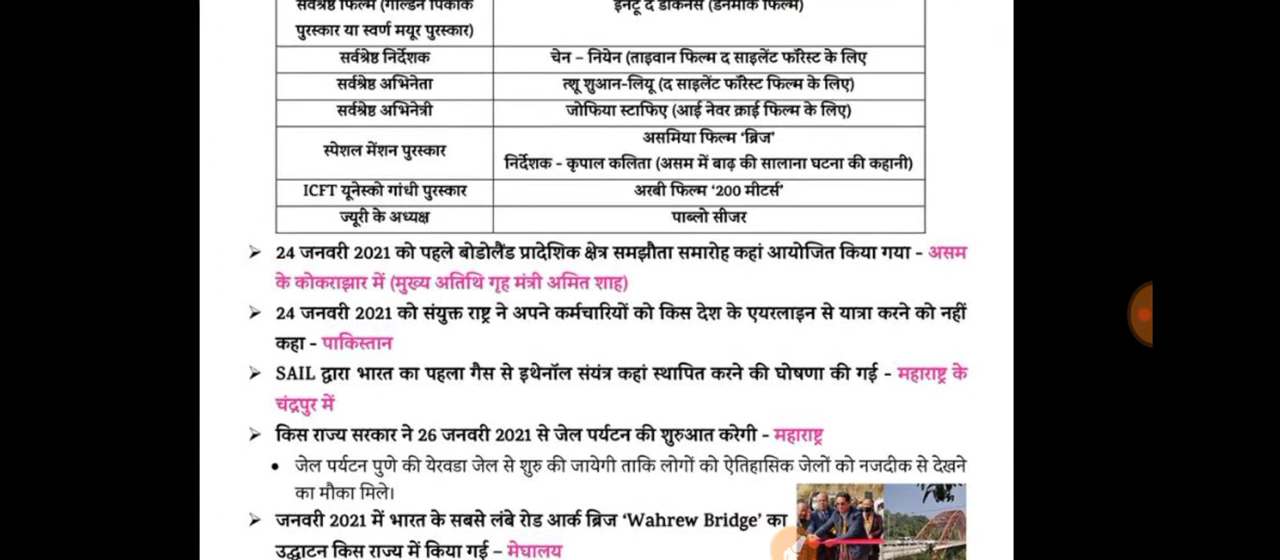 सर्वश्रेष्ठ फिल्म (गोल्डन पिकॉक
इनटू द डार्कनेस (डेनमार्क फिल्म)
पुरस्कार या स्वर्ण मयूर पुरस्कार)
सर्वश्रेष्ठ निर्देशक चेन – नियेन (ताइवान फिल्म द साइलेंट फॉरेस्ट के लिए
सर्वश्रेष्ठ अभिनेता त्शू शुआन-लियू (द साइलेंट फॉरेस्ट फिल्म के लिए)
सर्वश्रेष्ठ अभिनेत्री जोफिया स्टाफिए (आई नेवर क्राई फिल्म के लिए)
स्पेशल मेंशन पुरस्कार
असमिया फिल्म ‘ब्रिज’
निर्देशक - कृपाल कलिता (असम में बाढ़ की सालाना घटना की कहानी)
ICFT यूनेस्को गांधी पुरस्कार अरबी फिल्म ‘200 मीटर्स’
ज्यूरी के अध्यक्ष पाब्लो सीजर
➢ 24 जनवरी 2021 को पहले बोडोलैंड प्रादेशिक क्षेत्र समझौता समारोह कहां आयोजित किया गया - असम
के कोकराझार में (मुख्य अतिथि गृह मंत्री अमित शाह)
➢ 24 जनवरी 2021 को संयुक्त राष्ट्र ने अपने कर्मचारियों को किस देश के एयरलाइन से यात्रा करने को नहीं
कहा - पाकिस्तान
➢ SAIL द्वारा भारत का पहला गैस से इथेनॉल संयंत्र कहां स्थापित करने की घोषणा की गई - महाराष्ट्र के
चंद्रपुर में
➢ किस राज्य सरकार ने 26 जनवरी 2021 से जेल पर्यटन की शुरुआत करेगी - महाराष्ट्र
• जेल पर्यटन पुणे की येरवडा जेल से शुरु की जायेगी ताकि लोगों को ऐतिहासिक जेलों को नजदीक से देखने
का मौका मिले।
➢ जनवरी 2021 में भारत के सबसे लंबे रोड आर्क ब्रिज ‘Wahrew Bridge’ का
उद्घाटन किस राज्य में किया गई – मेघालय